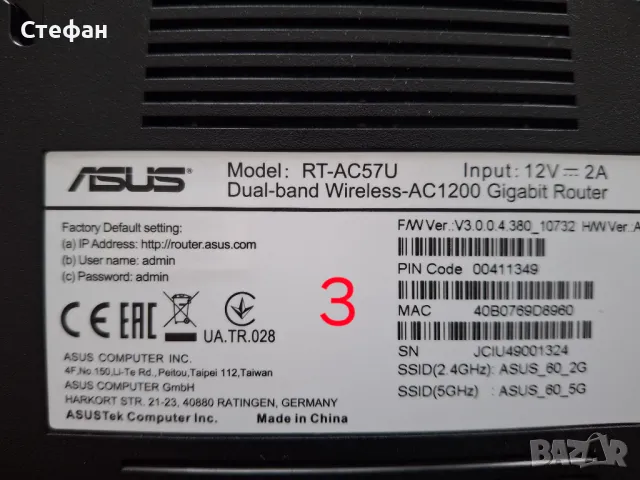 Стефан
ASUS
Model: RT-AC57U Input: 12V 2A
Dual-band Wireless-AC1200 Gigabit Router
Factory Default setting:
(a) IP Address: http://router.asus.com
(b) User name: admin
(c) Password: admin
F/W Ver.:V3.0.0.4.380_10732 H/W Ver.:A
PIN Code 00411349
MAC 40B0769D8960
SN JCIU49001324
SSID(2.4GHz): ASUS_60_2G
SSID(5GHz): ASUS_60_5G
3
CE EAC
UA.TR.028
ASUS COMPUTER INC.
4F,No.150,Li-Te Rd., Peitou,Taipei 112,Taiwan
ASUS COMPUTER GmbH
HARKORT STR. 21-23, 40880 RATINGEN, GERMANY
ASUSTek Computer Inc. Made in China
BAZAR